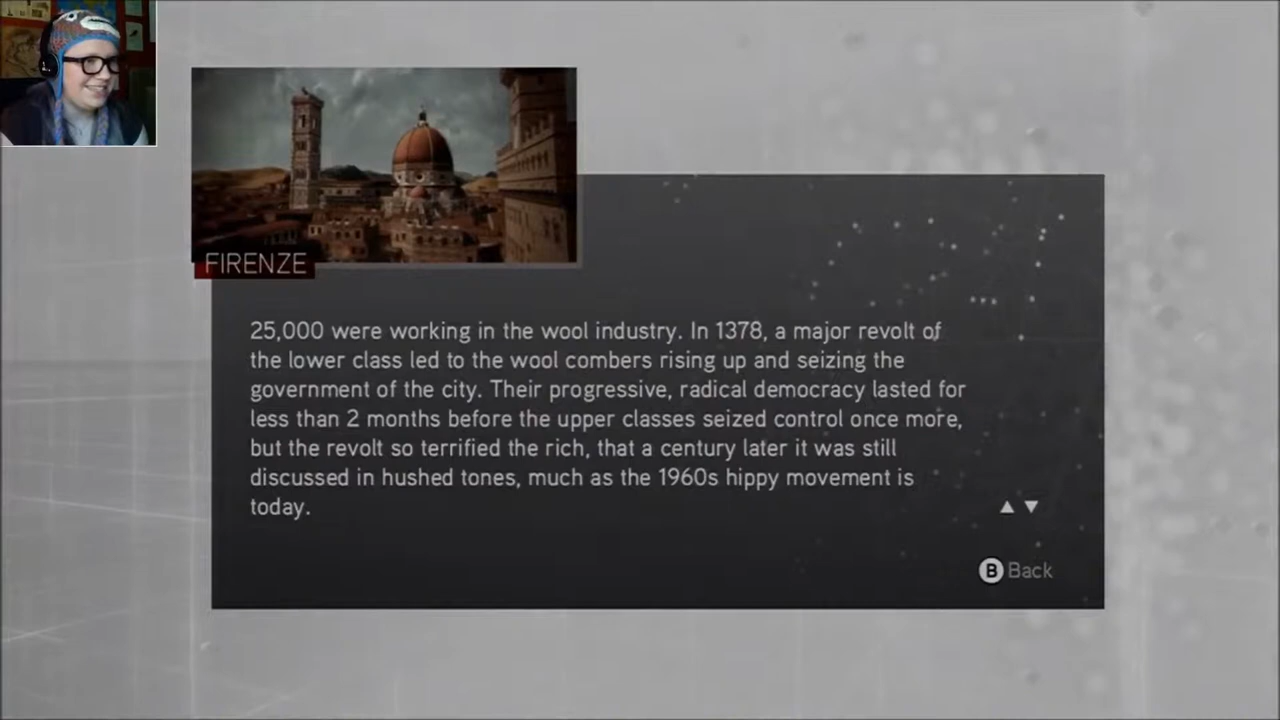 FIRENZE
25,000 were working in the wool industry. In 1378, a major revolt of
the lower class led to the wool combers rising up and seizing the
government of the city. Their progressive, radical democracy lasted for
less than 2 months before the upper classes seized control once more,
but the revolt so terrified the rich, that a century later it was still
discussed in hushed tones, much as the 1960s hippy movement is
today.
B Back